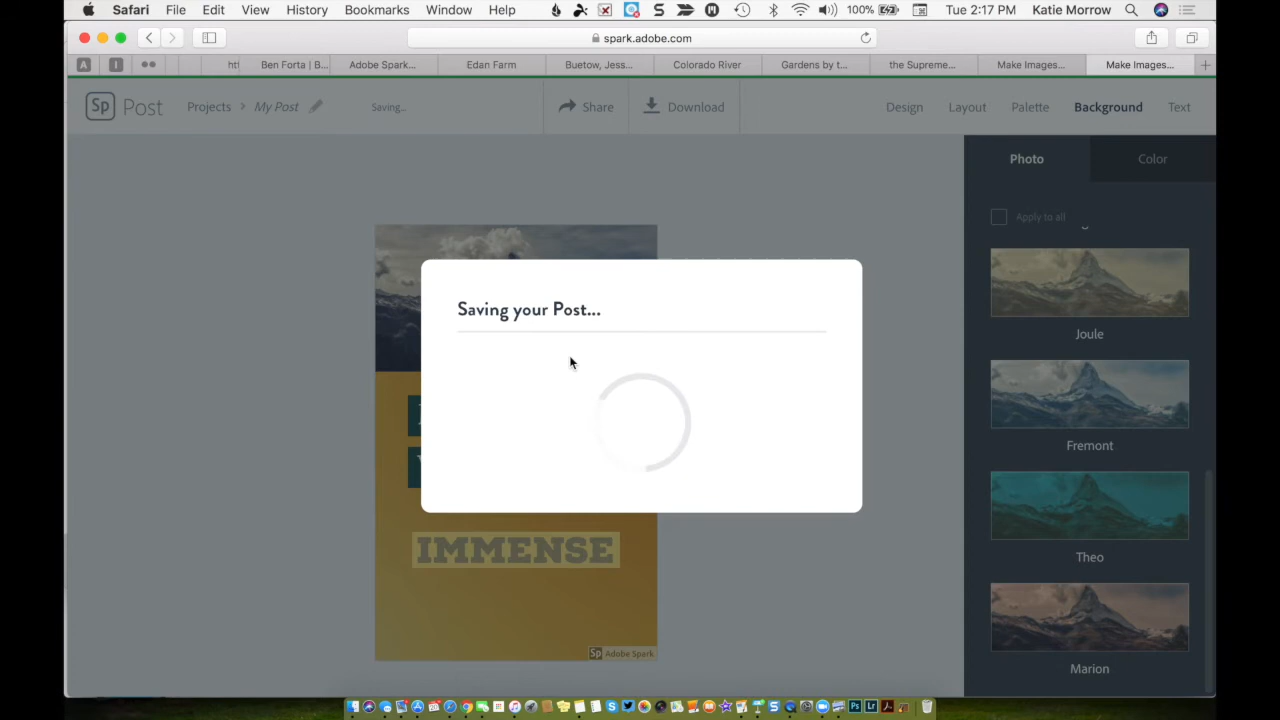 Safari File Edit View History Bookmarks Window Help 100% Tue 2:17 PM Katie Morrow
spark.adobe.com
A I htt Ben Forta | B... Adobe Spark... Edan Farm Buetow, Jess... Colorado River Gardens by t... the Supreme... Make Images... Make Images... +
Sp Post Projects > My Post Saving... Share Download Design Layout Palette Background Text
Photo Color
Apply to all
Saving your Post...
Joule
Fremont
IMMENSE
Theo
Sp Adobe Spark
Marion